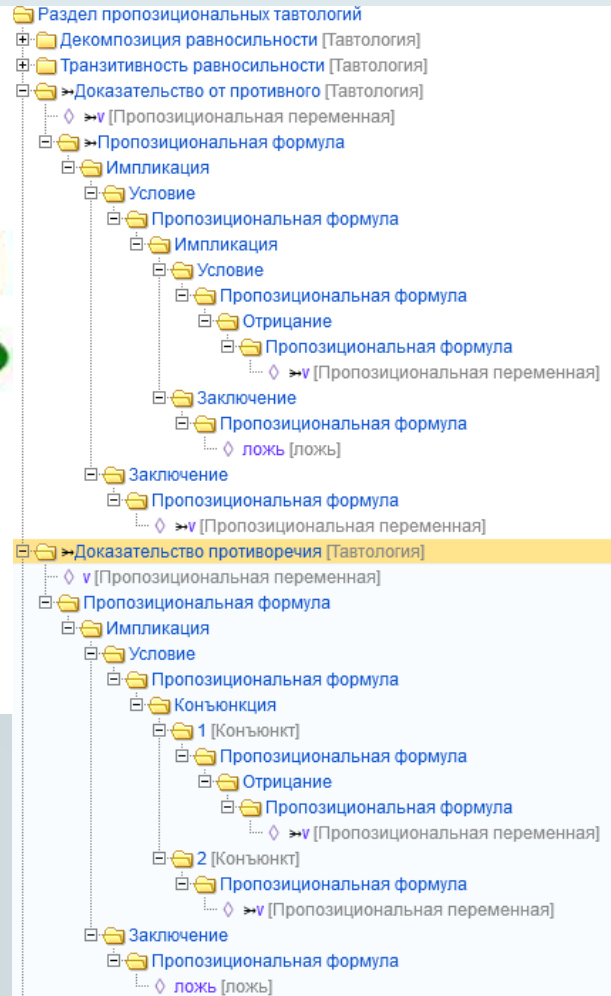 Раздел пропозициональных тавтологий
Декомпозиция равносильности [Тавтология]
Транзитивность равносильности [Тавтология]
Доказательство от противного [Тавтология]
v [Пропозициональная переменная]
Пропозициональная формула
Импликация
Условие
Пропозициональная формула
Импликация
Условие
Пропозициональная формула
Отрицание
Пропозициональная формула
v [Пропозициональная переменная]
Заключение
Пропозициональная формула
ложь [ложь]
Заключение
Пропозициональная формула
v [Пропозициональная переменная]
Доказательство противоречия [Тавтология]
v [Пропозициональная переменная]
Пропозициональная формула
Импликация
Условие
Пропозициональная формула
Конъюнкция
1 [Конъюнкт]
Пропозициональная формула
Отрицание
Пропозициональная формула
v [Пропозициональная переменная]
2 [Конъюнкт]
Пропозициональная формула
v [Пропозициональная переменная]
Заключение
Пропозициональная формула
ложь [ложь]